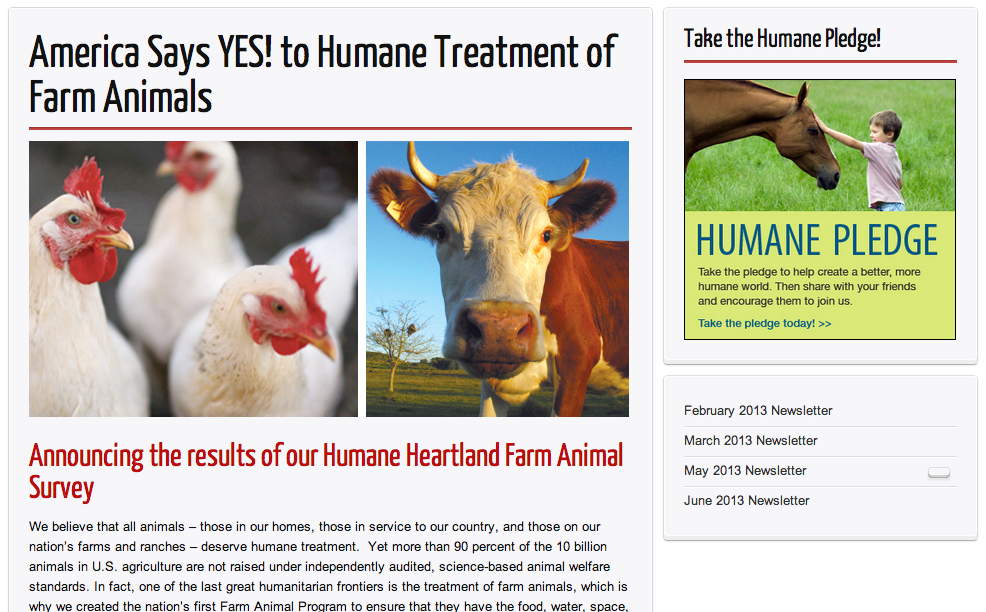 America Says YES! to Humane Treatment of
Farm Animals
Announcing the results of our Humane Heartland Farm Animal
Survey
We believe that all animals – those in our homes, those in service to our country, and those on our
nation's farms and ranches – deserve humane treatment.  Yet more than 90 percent of the 10 billion
animals in U.S. agriculture are not raised under independently audited, science-based animal welfare
standards. In fact, one of the last great humanitarian frontiers is the treatment of farm animals, which is
why we created the nation's first Farm Animal Program to ensure that they have the food, water, space,
Take the Humane Pledge!
HUMANE PLEDGE
Take the pledge to help create a better, more
humane world. Then share with your friends
and encourage them to join us.
Take the pledge today! >>
February 2013 Newsletter
March 2013 Newsletter
May 2013 Newsletter
June 2013 Newsletter